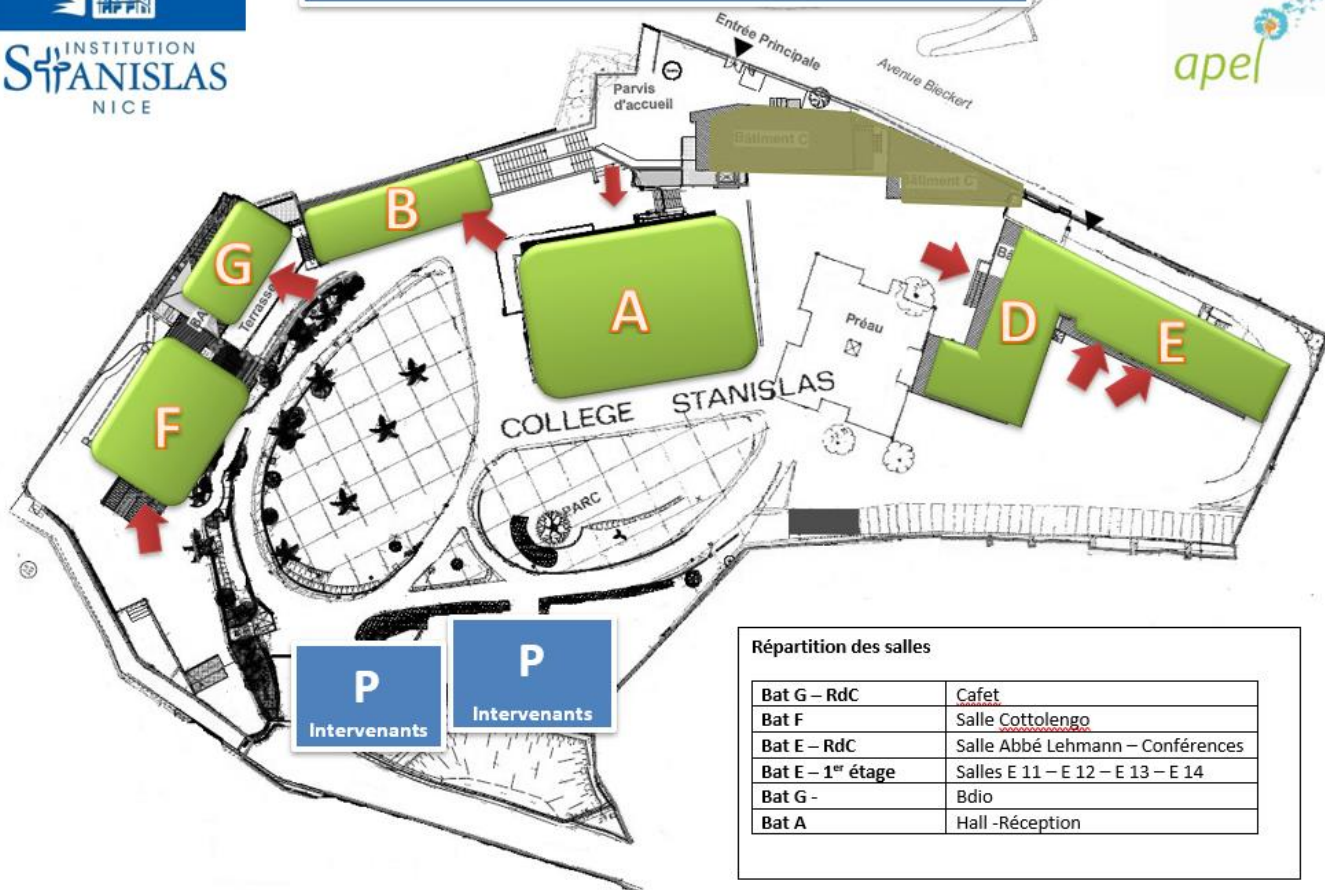 INSTITUTION
STANISLAS
NICE
apel
Entrée Principale
Avenue Bieckert
Parvis
d'accueil
Bâtiment C
Bâtiment C'
B
G
A
Terrasse
D
E
Préau
F
COLLEGE STANISLAS
PARC
P
Intervenants
P
Intervenants
Répartition des salles
Bat G – RdC Cafet
Bat F Salle Cottolengo
Bat E – RdC Salle Abbé Lehmann – Conférences
Bat E – 1er étage Salles E 11 – E 12 – E 13 – E 14
Bat G - Bdio
Bat A Hall -Réception